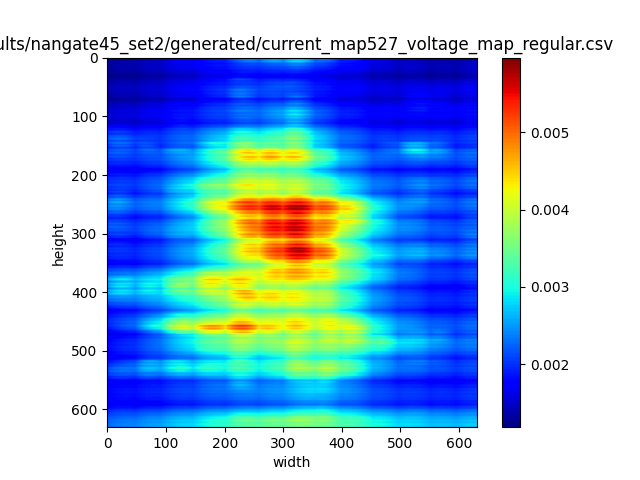 ults/nangate45_set2/generated/current_map527_voltage_map_regular.csv
0
100
200
300
400
500
600
height
0 100 200 300 400 500 600
width
0.005
0.004
0.003
0.002